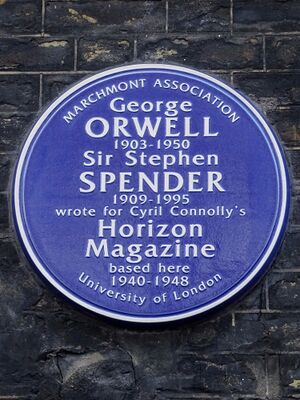 MARCHMONT ASSOCIATION
George
ORWELL
1903-1950
Sir Stephen
SPENDER
1909-1995
wrote for Cyril Connolly's
Horizon
Magazine
based here
1940-1948
University of London